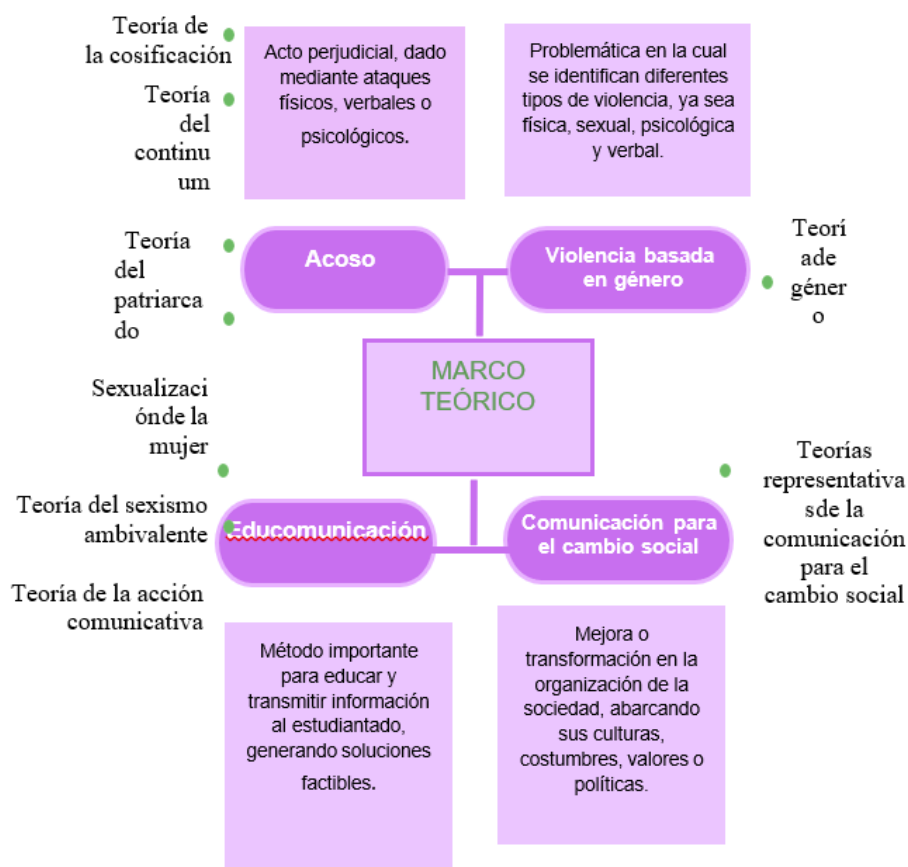 Teoría de
la cosificación
Teoría
del
continu
um
Acto perjudicial, dado
mediante ataques
físicos, verbales o
psicológicos.
Problemática en la cual
se identifican diferentes
tipos de violencia, ya sea
física, sexual, psicológica
y verbal.
Teoría
del
patriarca
do
Acoso
Violencia basada
en género
Teorí
ade
géner
o
MARCO
TEÓRICO
Sexualizaci
ónde la
mujer
Teoría del sexismo
ambivalente
Educomunicación
Comunicación para
el cambio social
Teorías
representativa
sde la
comunicación
para el
cambio social
Teoría de la acción
comunicativa
Método importante
para educar y
transmitir información
al estudiantado,
generando soluciones
factibles.
Mejora o
transformación en la
organización de la
sociedad, abarcando
sus culturas,
costumbres, valores o
políticas.